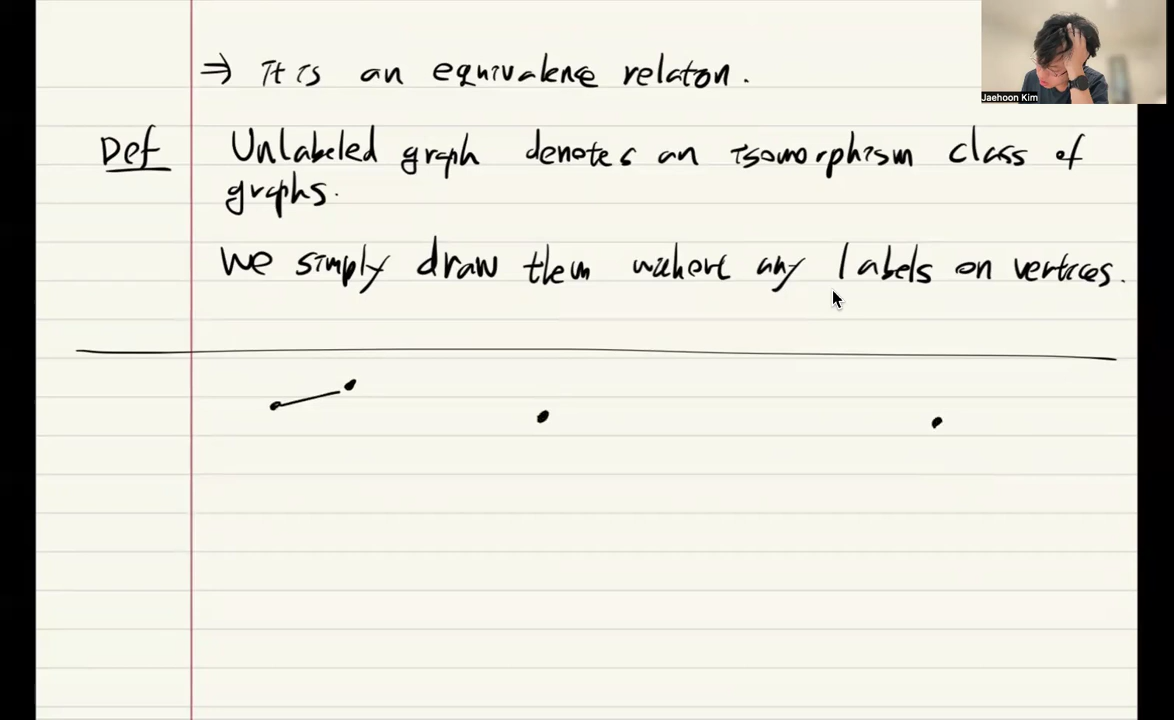 ⇒ It is an equivalence relaton.
Jaehoon Kim
Def Unlabeled graph denotes an isomorphism class of
graphs.
We simply draw them without any labels on vertices.